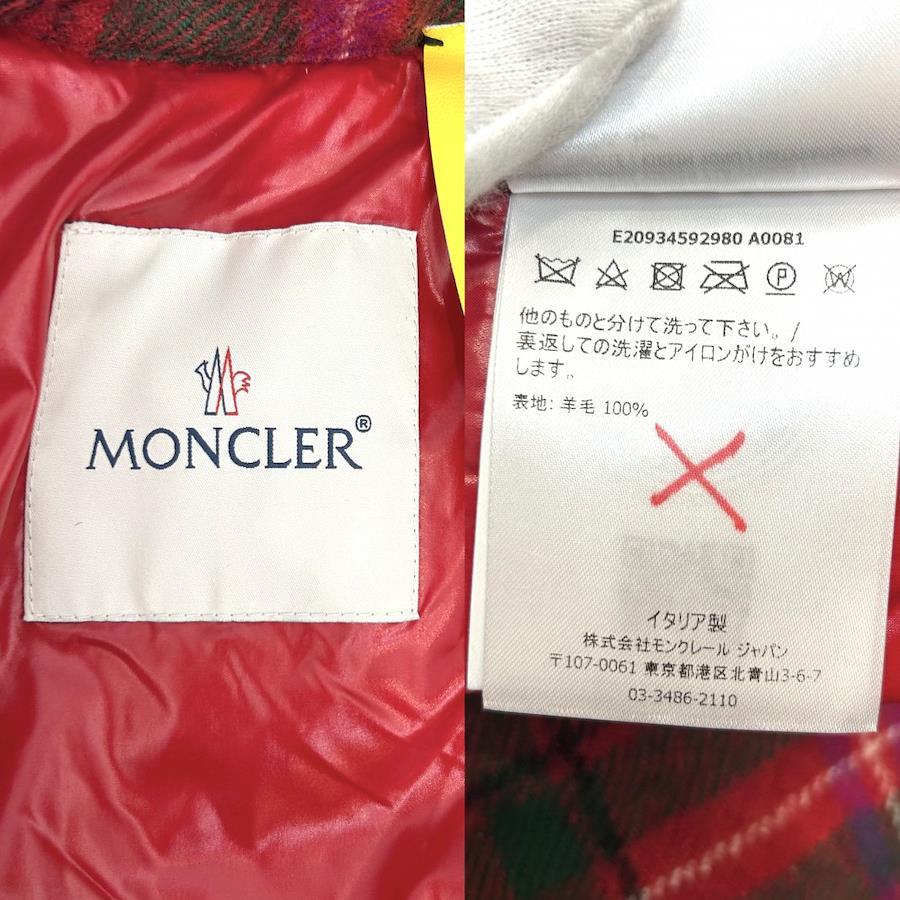 MONCLER®
E20934592980 A0081
P
W
他のものと分けて洗って下さい。/
裏返しての洗濯とアイロンがけをおすすめ
します。
表地: 羊毛 100%
イタリア製
株式会社モンクレール ジャパン
〒107-0061 東京都港区北青山3-6-7
03-3486-2110